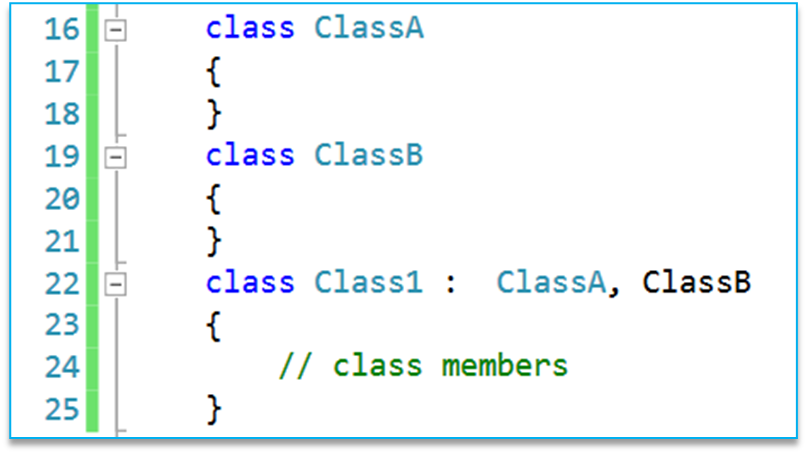 16 class ClassA
17 {
18 }
19 class ClassB
20 {
21 }
22 class Class1 :  ClassA, ClassB
23 {
24 // class members
25 }